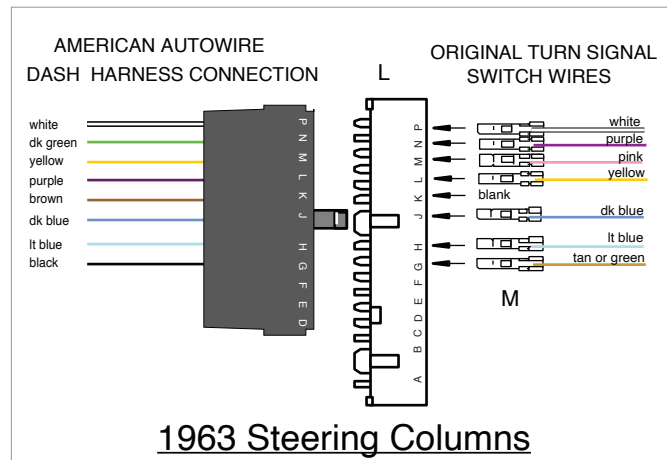 AMERICAN AUTOWIRE
DASH HARNESS CONNECTION
L
ORIGINAL TURN SIGNAL
SWITCH WIRES
white
dk green
yellow
purple
brown
dk blue
lt blue
black
P
N
M
L
K
J
H
G
F
E
D
P
N
M
L
K
J
H
G
F
E
D
C
B
A
white
purple
pink
yellow
blank
dk blue
lt blue
tan or green
M
1963 Steering Columns